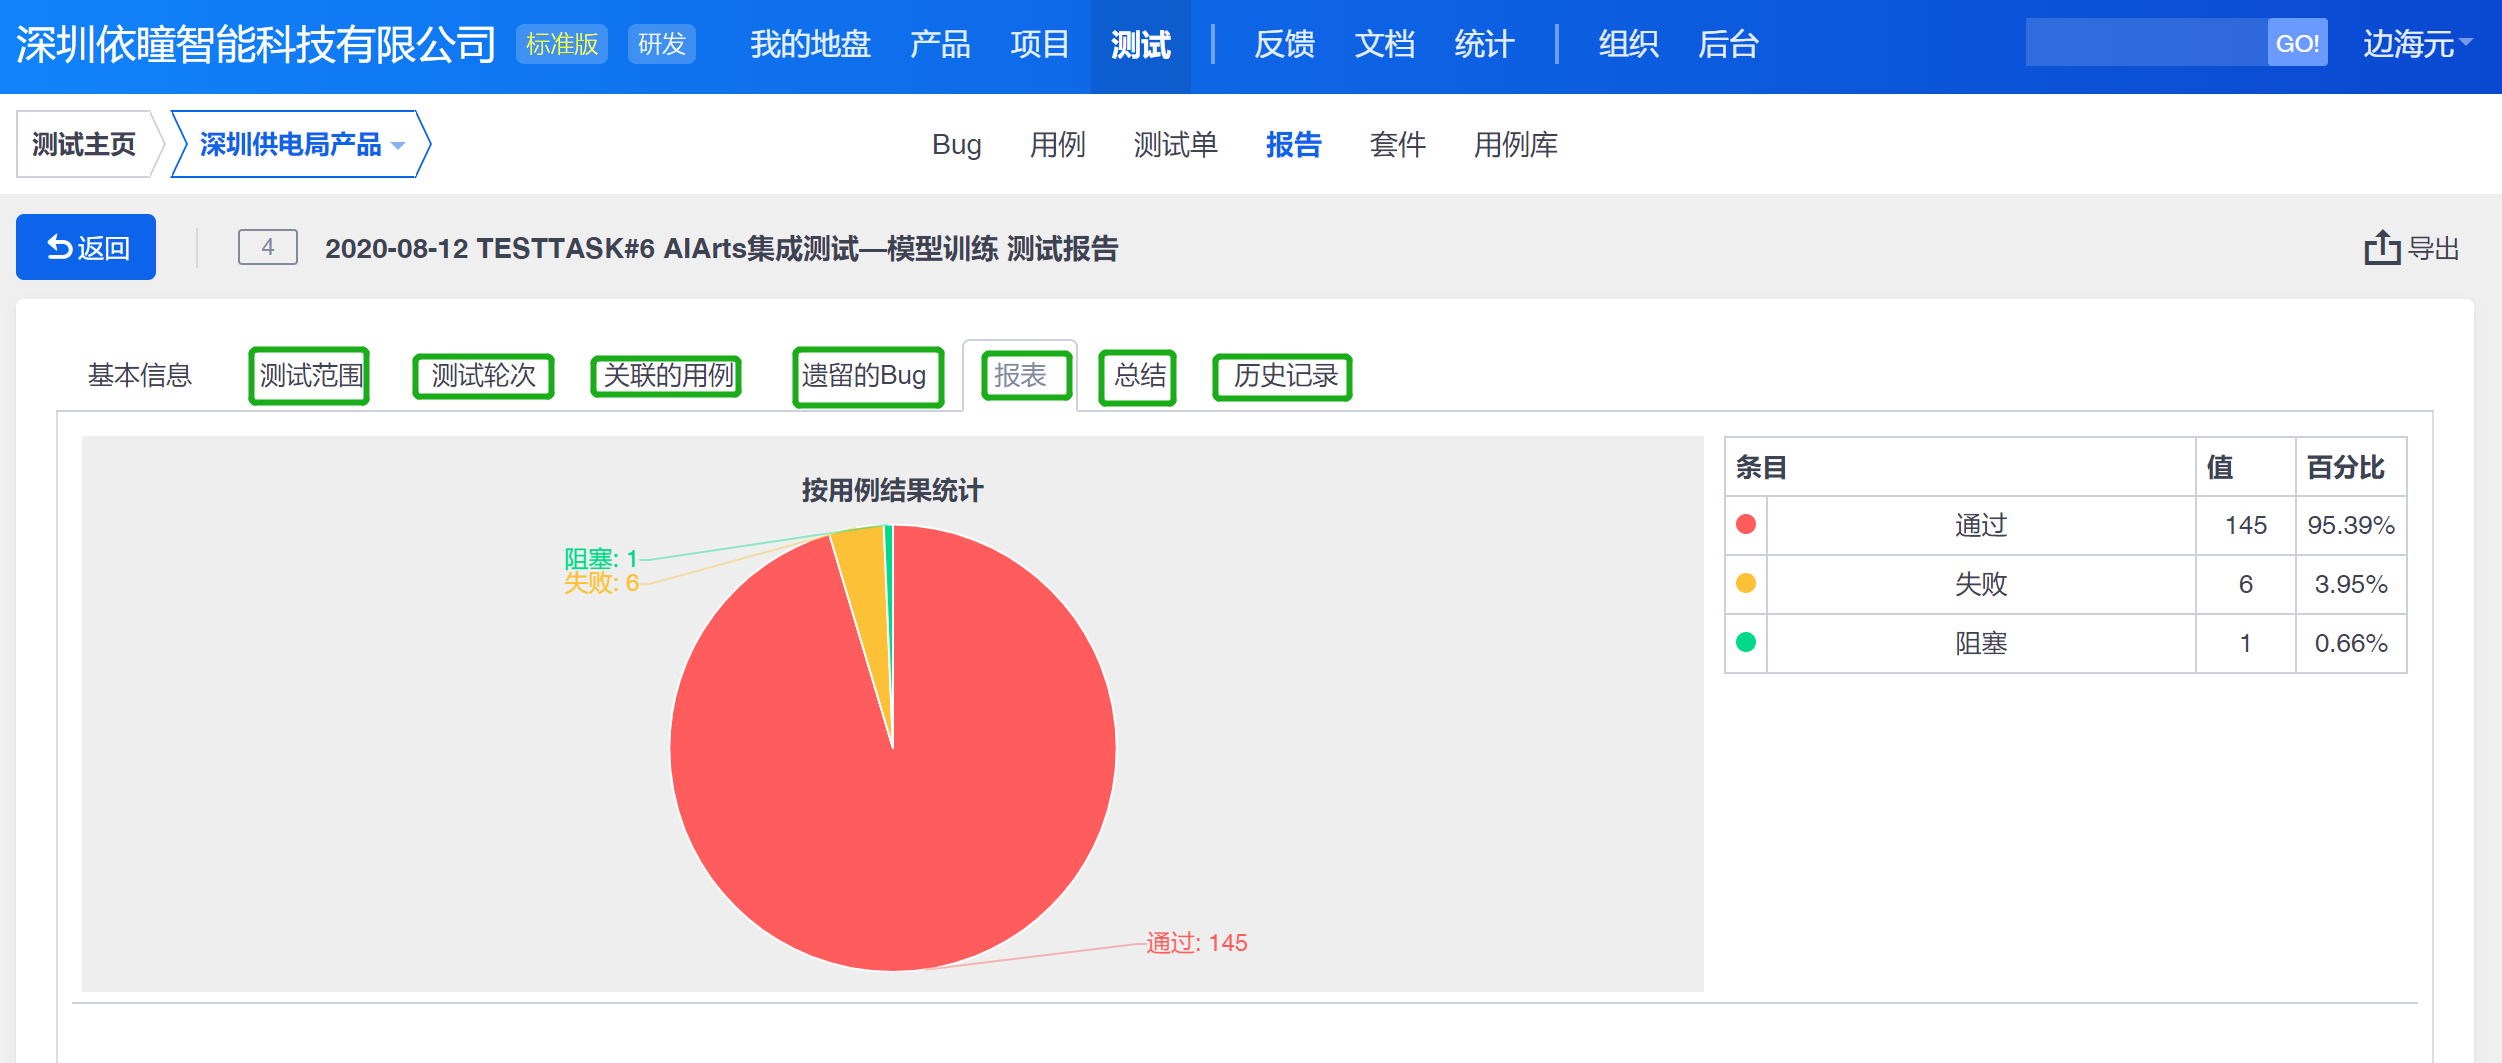 深圳依瞳智能科技有限公司 标准版 研发 我的地盘 产品 项目 测试 反馈 文档 统计 组织 后台 GO! 边海元
测试主页 深圳供电局产品 Bug 用例 测试单 报告 套件 用例库
返回 4 2020-08-12 TESTTASK#6 AIArts集成测试—模型训练 测试报告 导出
基本信息 测试范围 测试轮次 关联的用例 遗留的Bug 报表 总结 历史记录
按用例结果统计
阻塞: 1
失败: 6
通过: 145
条目 值 百分比
通过 145 95.39%
失败 6 3.95%
阻塞 1 0.66%